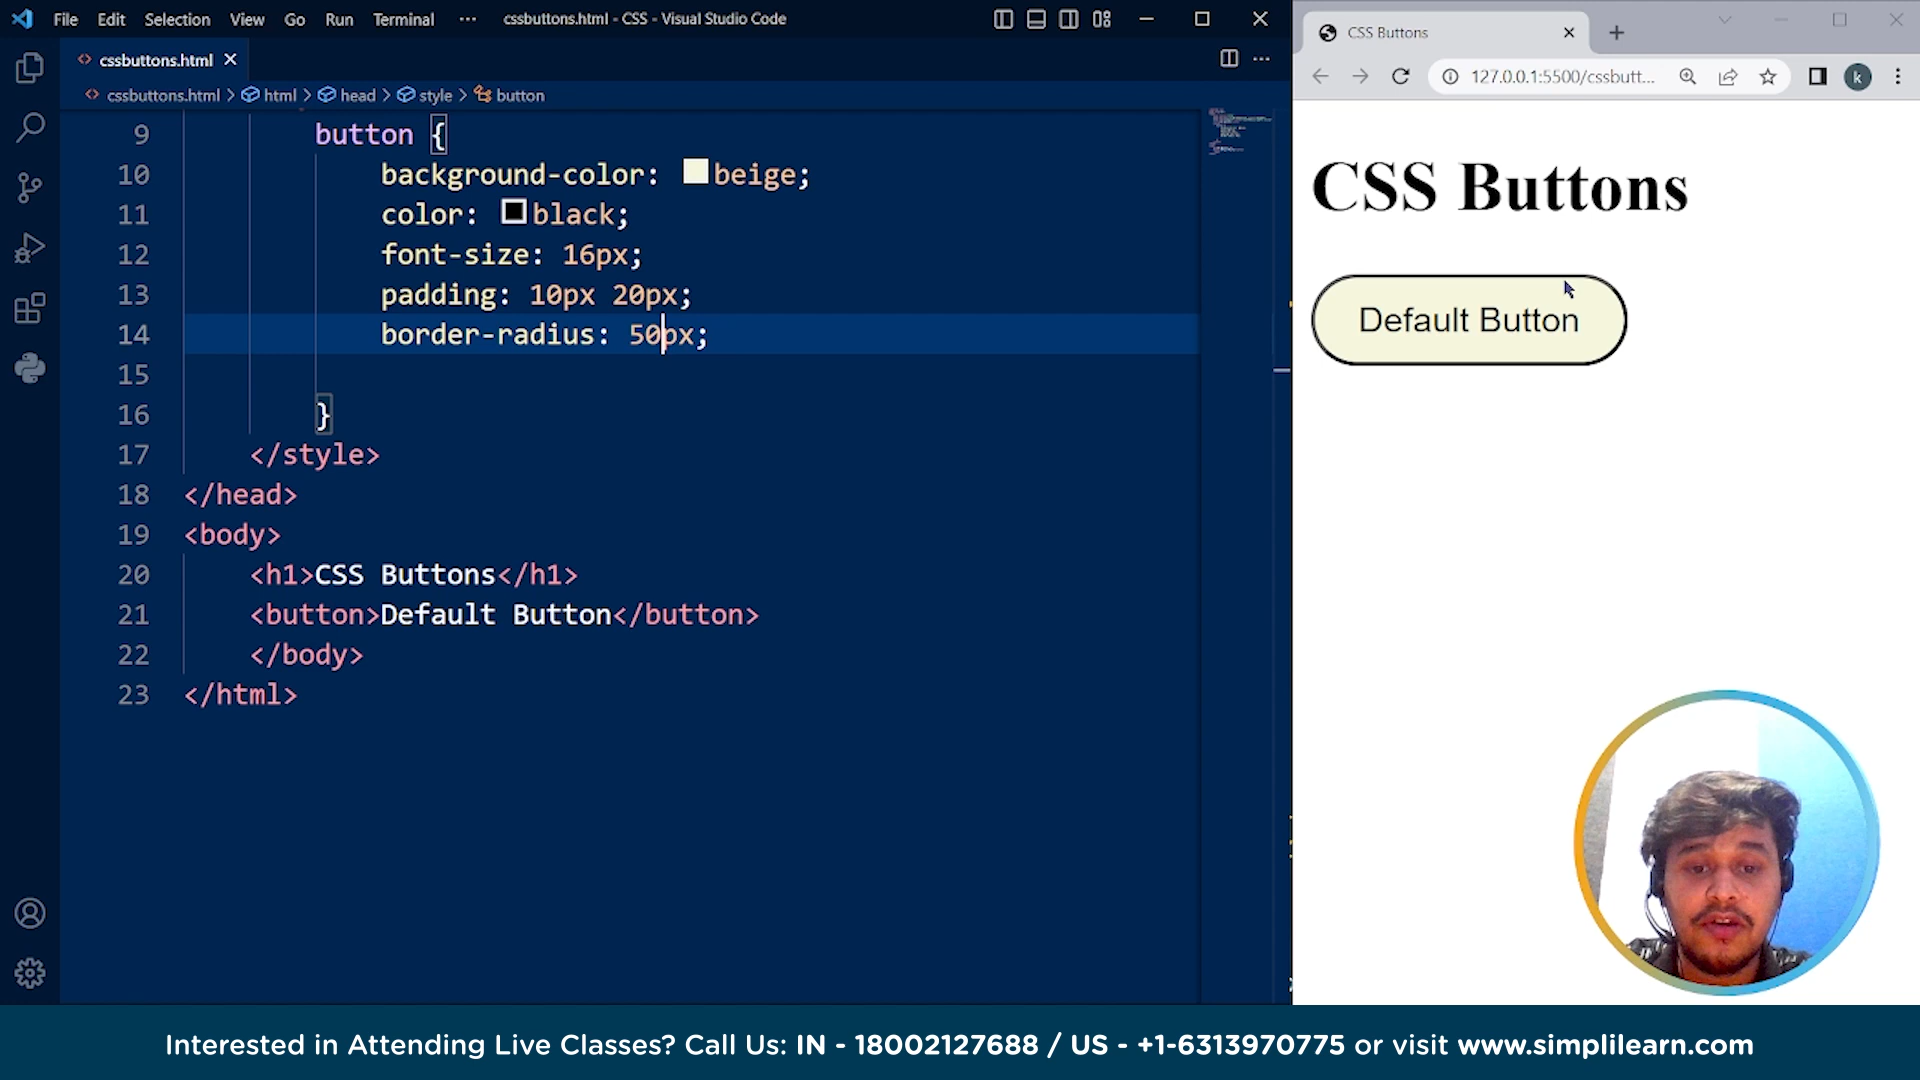 File Edit Selection View Go Run Terminal ··· cssbuttons.html - CSS - Visual Studio Code
cssbuttons.html
cssbuttons.html > html > head > style > button
9 button {
10 background-color: beige;
11 color: black;
12 font-size: 16px;
13 padding: 10px 20px;
14 border-radius: 50px;
15
16 }
17 </style>
18 </head>
19 <body>
20 <h1>CSS Buttons</h1>
21 <button>Default Button</button>
22 </body>
23 </html>
CSS Buttons
127.0.0.1:5500/cssbutt...
k
CSS Buttons
Default Button
Interested in Attending Live Classes? Call Us: IN - 18002127688 / US - +1-6313970775 or visit www.simplilearn.com